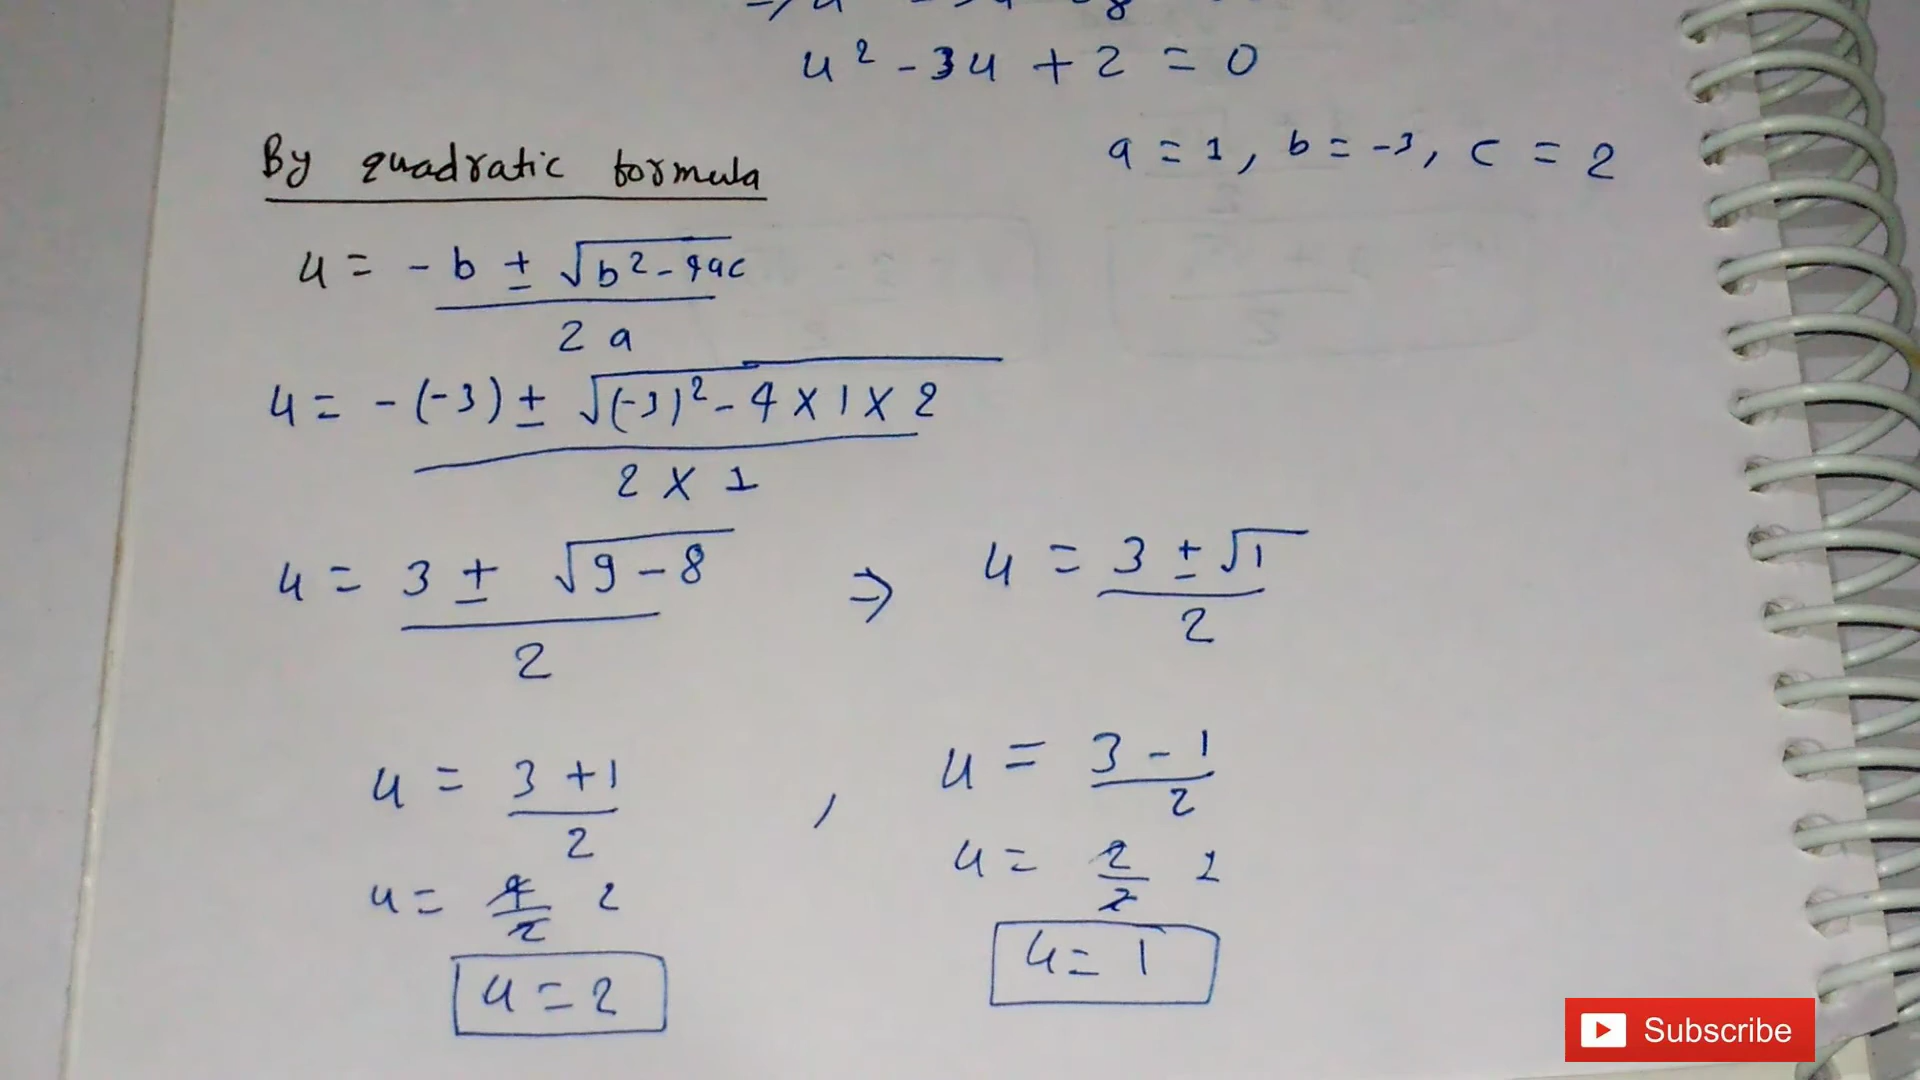 u² - 3u + 2 = 0
a = 1, b = -3, c = 2
By quadratic formula
u = -b ± √b² - 4ac
2a
u = -(-3) ± √(-3)² - 4 X 1 X 2
2 X 1
u = 3 ± √9 - 8 ⇒ u = 3 ± √1
2 2
u = 3 + 1 , u = 3 - 1
2 2
u = 4/2 2 u = 2/2 1
u = 2 u = 1
Subscribe